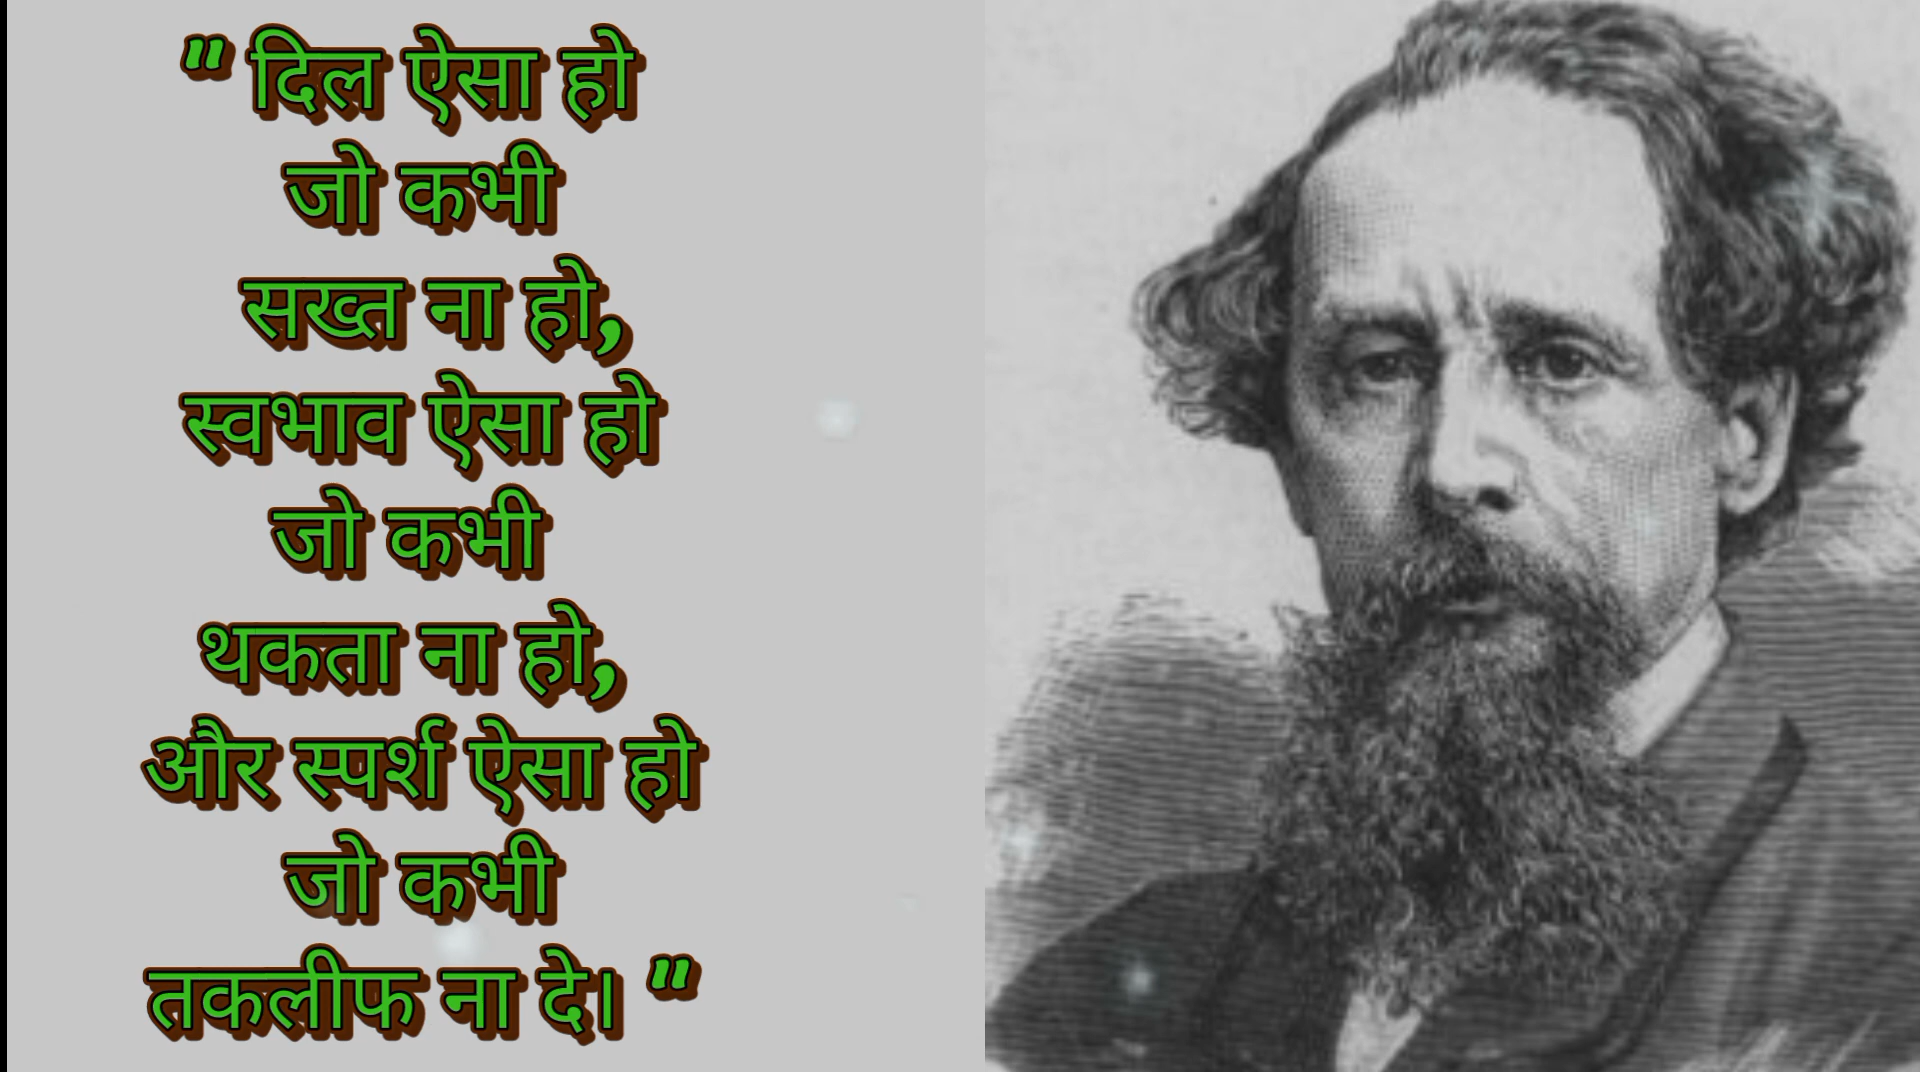 " दिल ऐसा हो
जो कभी
सख्त ना हो,
स्वभाव ऐसा हो
जो कभी
थकता ना हो,
और स्पर्श ऐसा हो
जो कभी
तकलीफ ना दे। "